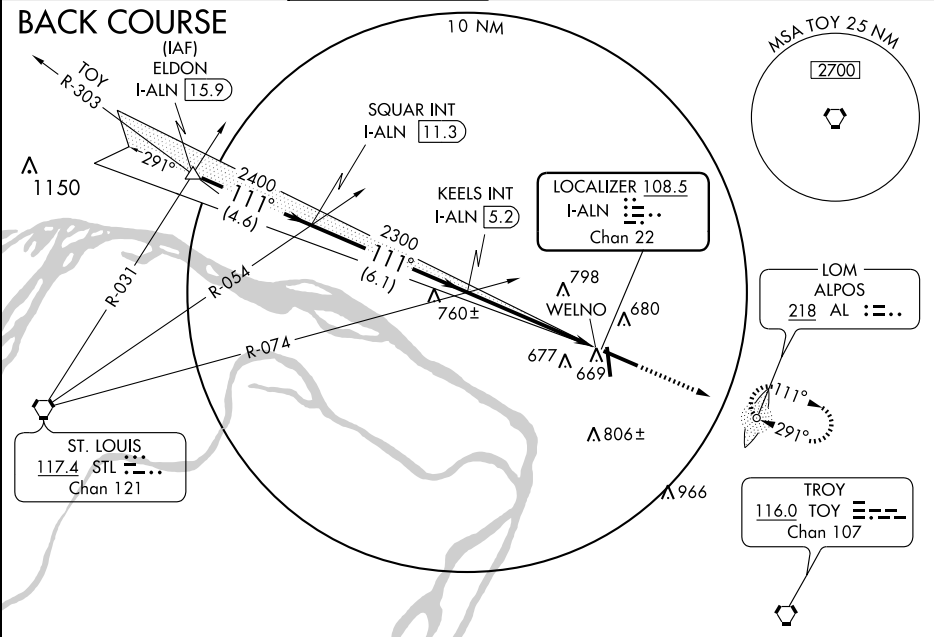 BACK COURSE
10 NM
MSA TOY 25 NM
2700
(IAF)
ELDON
I-ALN 15.9
TOY
R-303
SQUAR INT
I-ALN 11.3
291°
1150
2400
111°
(4.6)
KEELS INT
I-ALN 5.2
LOCALIZER 108.5
I-ALN
Chan 22
2300
111°
(6.1)
R-031
R-054
R-074
760±
798
WELNO
680
677
669
806±
966
LOM
ALPOS
218 AL
111°
291°
ST. LOUIS
117.4 STL
Chan 121
TROY
116.0 TOY
Chan 107